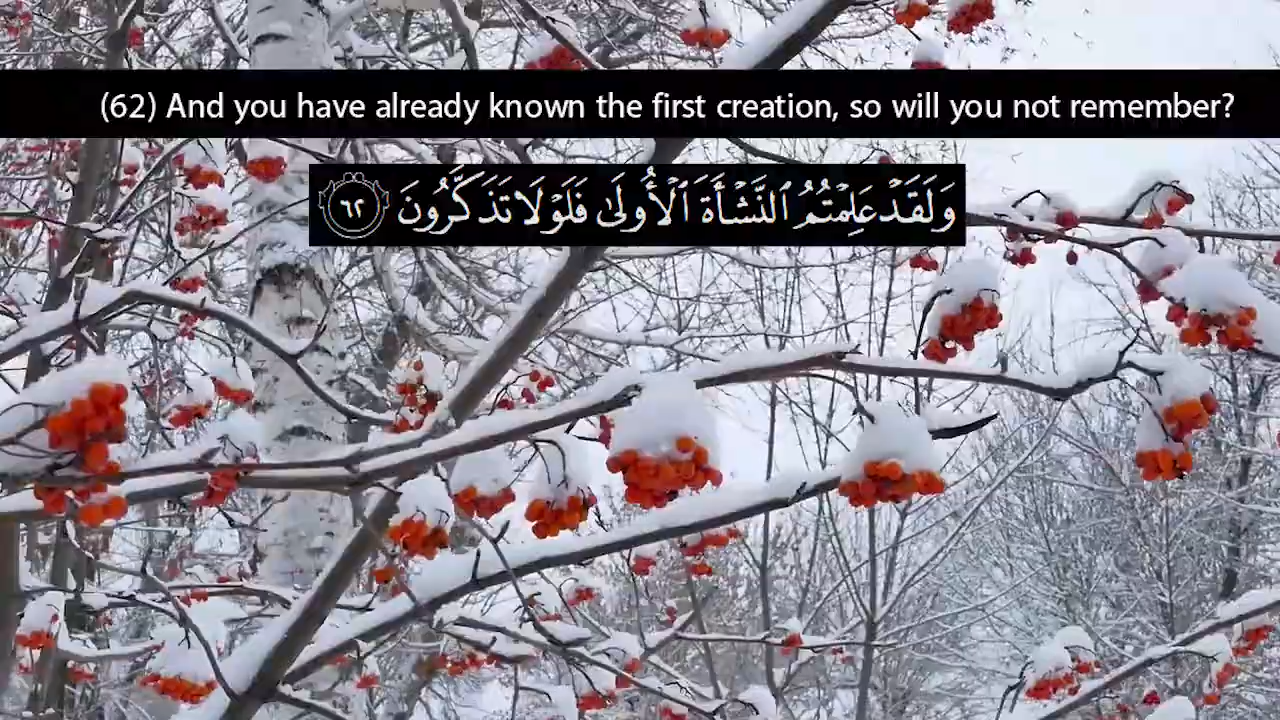 (62) And you have already known the first creation, so will you not remember?
وَلَقَدْ عَلِمْتُمُ ٱلنَّشْأَةَ ٱلْأُولَىٰ فَلَوْلَا تَذَكَّرُونَ ٦٢